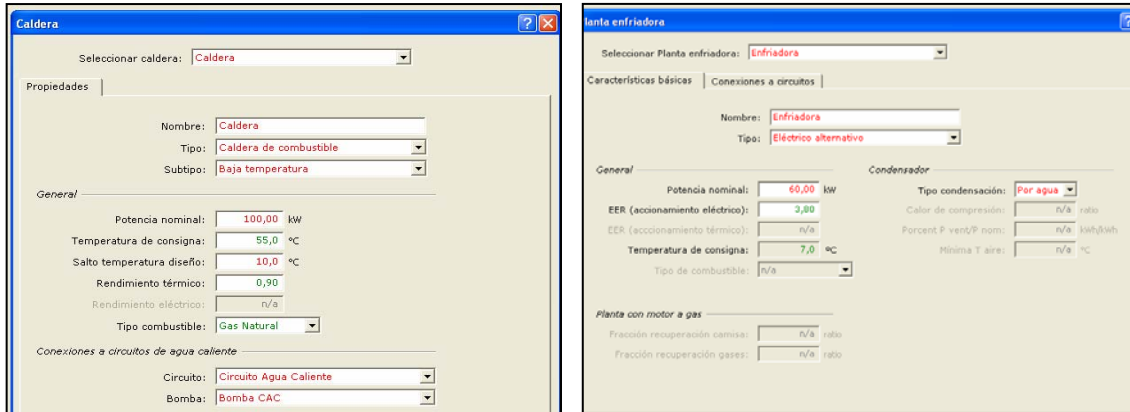 Caldera
Seleccionar caldera: Caldera
Propiedades
Nombre: Caldera
Tipo: Caldera de combustible
Subtipo: Baja temperatura
General
Potencia nominal: 100,00 kW
Temperatura de consigna: 55,0 ºC
Salto temperatura diseño: 10,0 ºC
Rendimiento térmico: 0,90
Rendimiento eléctrico: n/a
Tipo combustible: Gas Natural
Conexiones a circuitos de agua caliente
Circuito: Circuito Agua Caliente
Bomba: Bomba CAC
lanta enfriadora
Seleccionar Planta enfriadora: Enfriadora
Características básicas Conexiones a circuitos
Nombre: Enfriadora
Tipo: Eléctrico alternativo
General
Potencia nominal: 60,00 kW
EER (accionamiento eléctrico): 3,80
EER (acccionamiento térmico): n/a
Temperatura de consigna: 7,0 ºC
Tipo de combustible: n/a
Condensador
Tipo condensación: Por agua
Calor de compresión: n/a ratio
Porcent P vent/P nom: n/a kWh/kWh
Mínima T aire: n/a ºC
Planta con motor a gas
Fracción recuperación camisa: n/a ratio
Fracción recuperación gases: n/a ratio